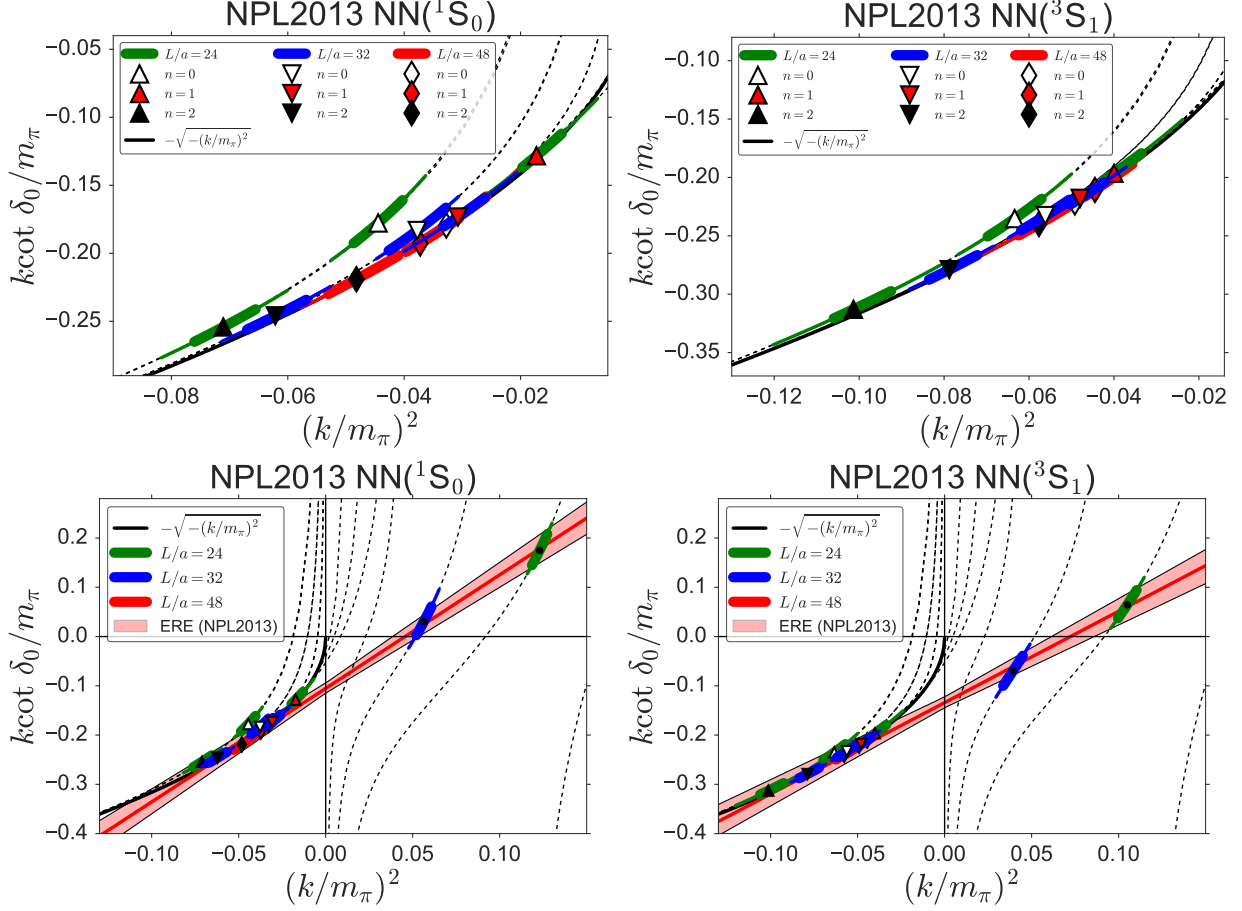 NPL2013 NN(¹S₀)
−0.05
−0.10
−0.15
−0.20
−0.25
kcot δ₀/mπ
L/a=24 L/a=32 L/a=48
n=0 n=0 n=0
n=1 n=1 n=1
n=2 n=2 n=2
−√−(k/mπ)²
−0.08 −0.06 −0.04 −0.02
(k/mπ)²
NPL2013 NN(³S₁)
−0.10
−0.15
−0.20
−0.25
−0.30
−0.35
kcot δ₀/mπ
L/a=24 L/a=32 L/a=48
n=0 n=0 n=0
n=1 n=1 n=1
n=2 n=2 n=2
−√−(k/mπ)²
−0.12 −0.10 −0.08 −0.06 −0.04 −0.02
(k/mπ)²
NPL2013 NN(¹S₀)
0.2
0.1
0.0
−0.1
−0.2
−0.3
−0.4
kcot δ₀/mπ
−√−(k/mπ)²
L/a=24
L/a=32
L/a=48
ERE (NPL2013)
−0.10 −0.05 0.00 0.05 0.10
(k/mπ)²
NPL2013 NN(³S₁)
0.2
0.1
0.0
−0.1
−0.2
−0.3
−0.4
kcot δ₀/mπ
−√−(k/mπ)²
L/a=24
L/a=32
L/a=48
ERE (NPL2013)
−0.10 −0.05 0.00 0.05 0.10
(k/mπ)²